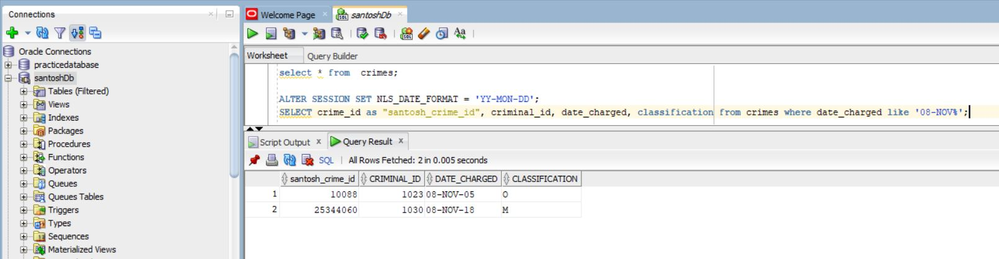 Connections
Oracle Connections
practicedatabase
santoshDb
Tables (Filtered)
Views
Indexes
Packages
Procedures
Functions
Operators
Queues
Queues Tables
Triggers
Types
Sequences
Materialized Views
Welcome Page
santoshDb
SQL
Aa
Worksheet
Query Builder
select * from  crimes;
ALTER SESSION SET NLS_DATE_FORMAT = 'YY-MON-DD';
SELECT crime_id as "santosh_crime_id", criminal_id, date_charged, classification from crimes where date_charged like '08-NOV%';
Script Output x
Query Result x
SQL | All Rows Fetched: 2 in 0.005 seconds
santosh_crime_id CRIMINAL_ID DATE_CHARGED CLASSIFICATION
1 10088 1023 08-NOV-05 O
2 25344060 1030 08-NOV-18 M